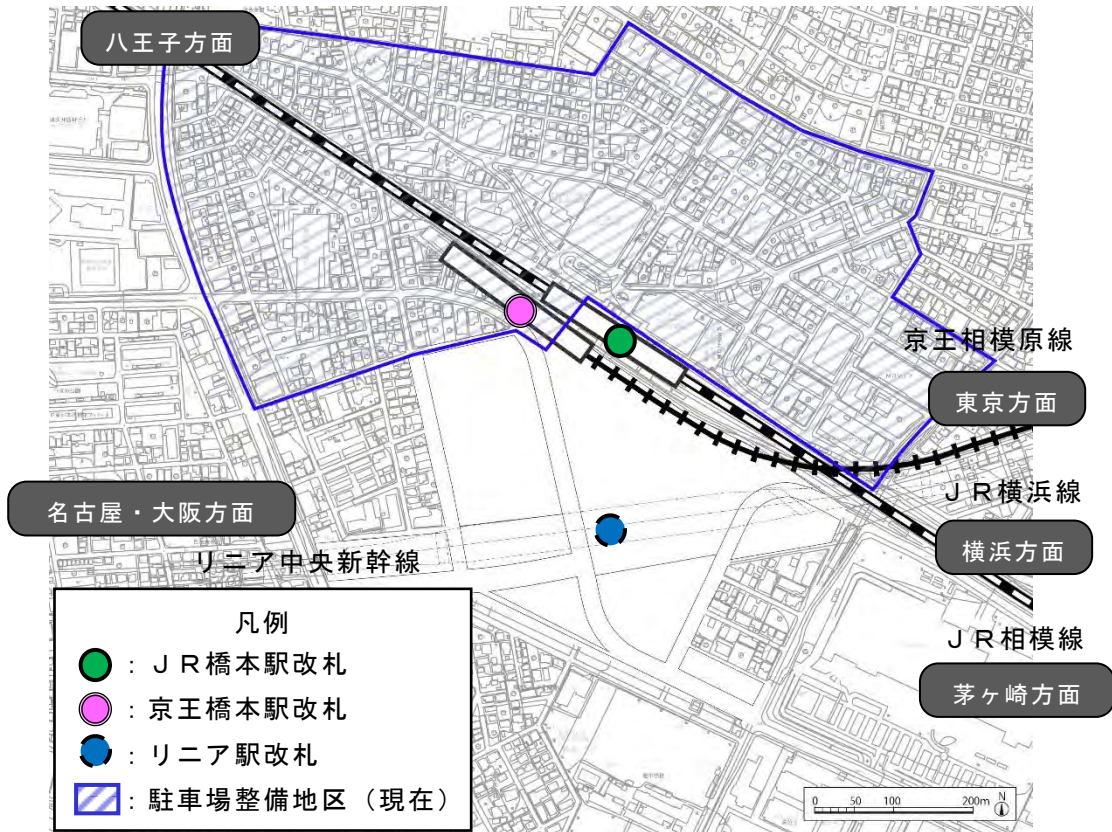 八王子方面
京王相模原線
東京方面
ＪＲ横浜線
名古屋・大阪方面
横浜方面
リニア中央新幹線
凡例
：ＪＲ橋本駅改札
：京王橋本駅改札
：リニア駅改札
：駐車場整備地区（現在）
ＪＲ相模線
茅ヶ崎方面
0 50 100 200m
N